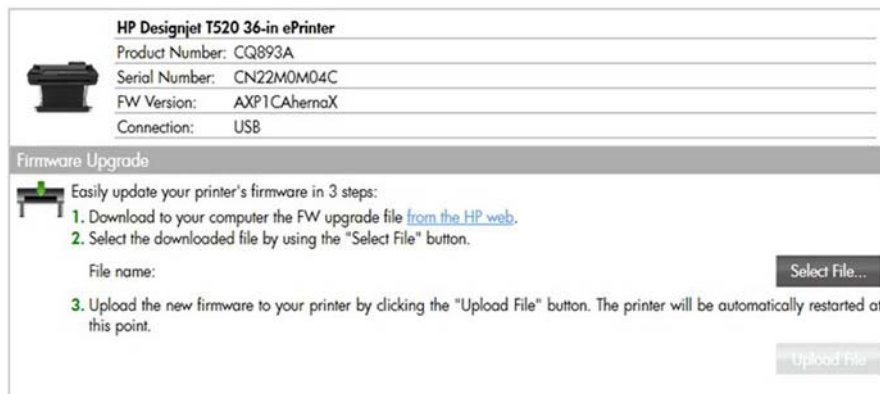 HP Designjet T520 36-in ePrinter
Product Number: CQ893A
Serial Number: CN22M0M04C
FW Version: AXP1CAhernaX
Connection: USB
Firmware Upgrade
Easily update your printer's firmware in 3 steps:
1. Download to your computer the FW upgrade file from the HP web.
2. Select the downloaded file by using the "Select File" button.
File name:
Select File...
3. Upload the new firmware to your printer by clicking the "Upload File" button. The printer will be automatically restarted at
this point.
Upload File